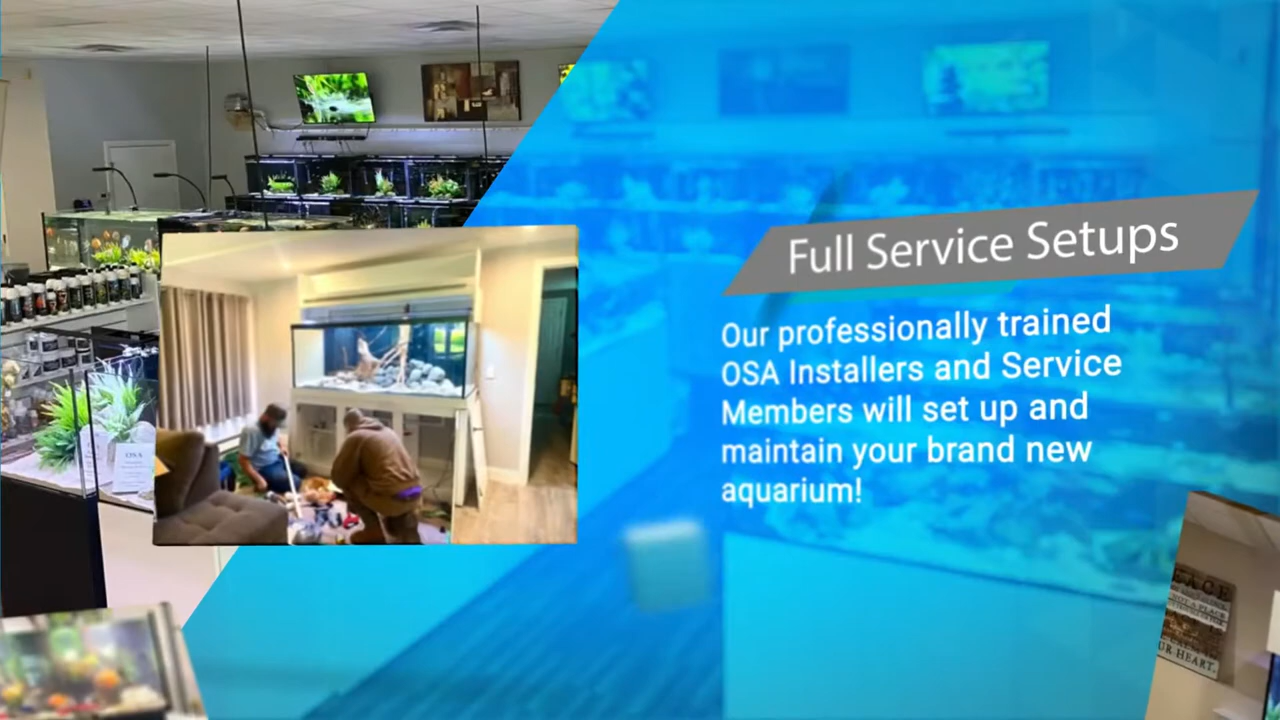 Full Service Setups
Our professionally trained
OSA Installers and Service
Members will set up and
maintain your brand new
aquarium!
OSA
UR HEART.